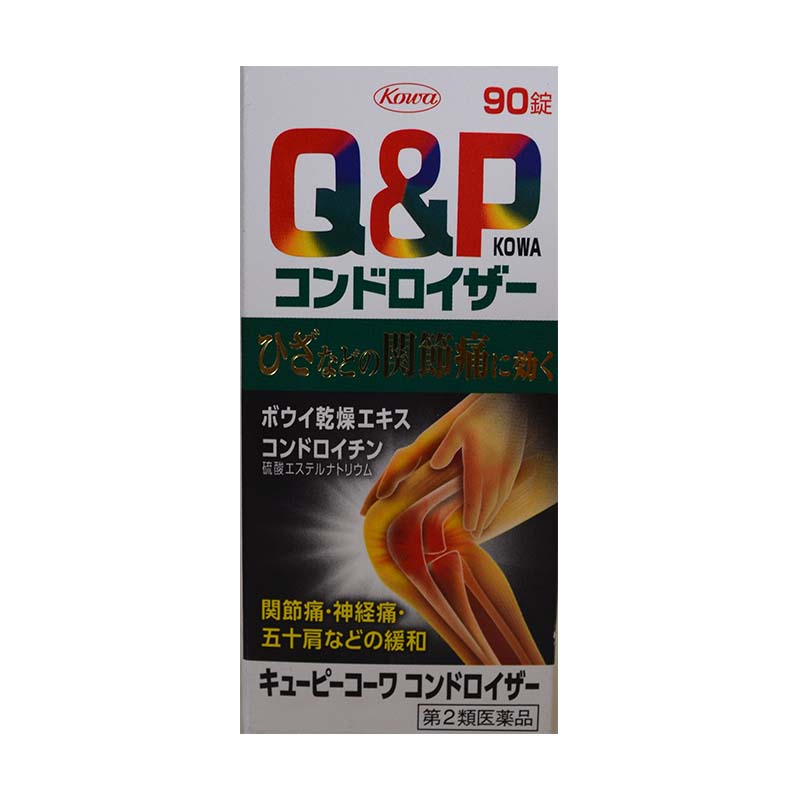 Kowa
90錠
Q&P
KOWA
コンドロイザー
ひざなどの関節痛に効く
ボウイ乾燥エキス
コンドロイチン
硫酸エステルナトリウム
関節痛・神経痛・
五十肩などの緩和
キューピーコーワ コンドロイザー
第2類医薬品